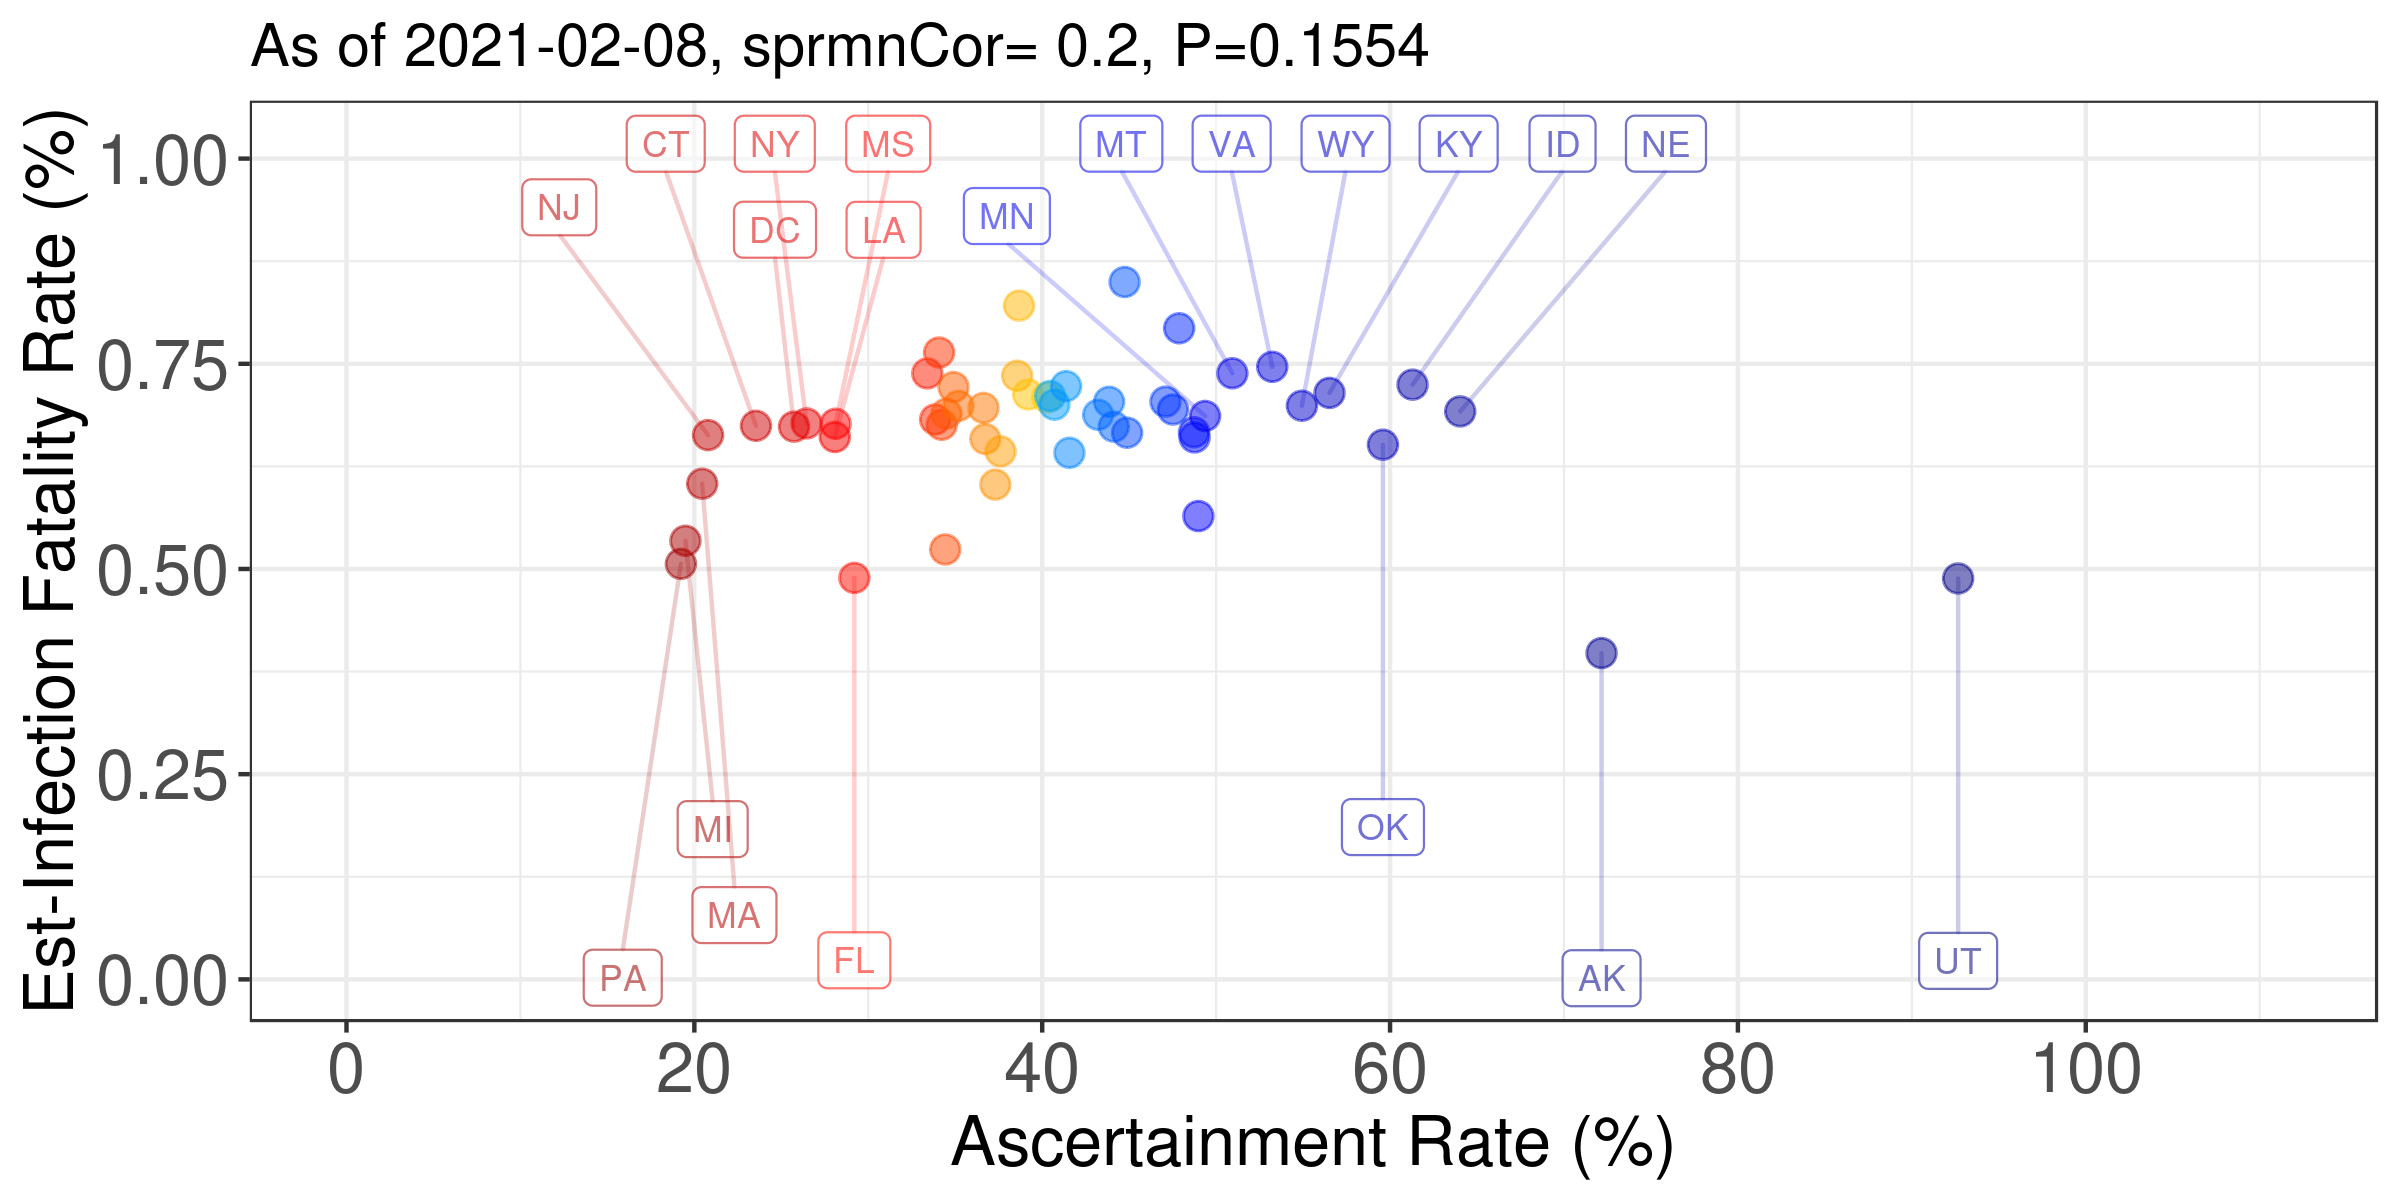 As of 2021-02-08, sprmnCor= 0.2, P=0.1554
Est-Infection Fatality Rate (%)
1.00
0.75
0.50
0.25
0.00
CT
NY
MS
MT
VA
WY
KY
ID
NE
NJ
DC
LA
MN
MI
OK
MA
FL
UT
PA
AK
0
20
40
60
80
100
Ascertainment Rate (%)